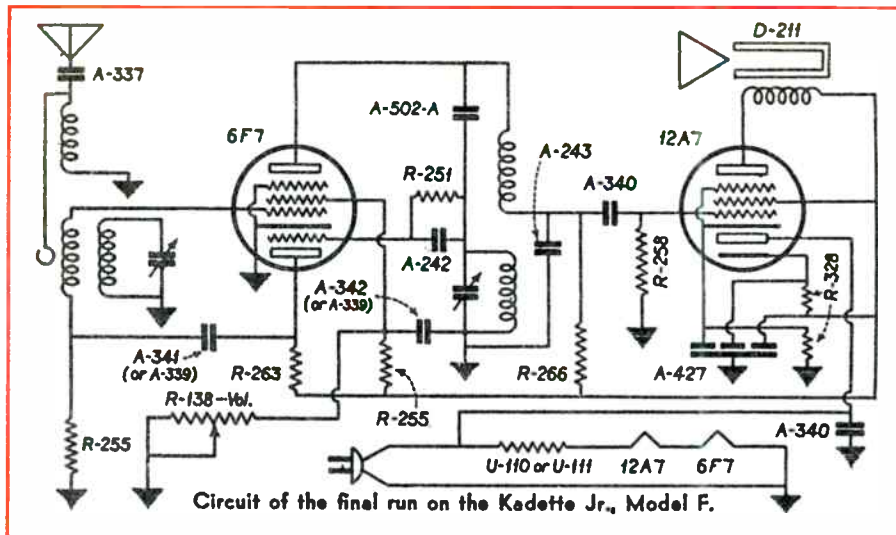 D-211
A-337
6F7
A-502-A
A-243
12A7
R-251
A-340
A-242
R-258
R-328
A-342
(or A-339)
A-341
(or A-339)
R-263
R-266
A-427
R-138-Vol.
R-255
R-255
A-340
U-110 or U-111
12A7
6F7
Circuit of the final run on the Kadette Jr., Model F.